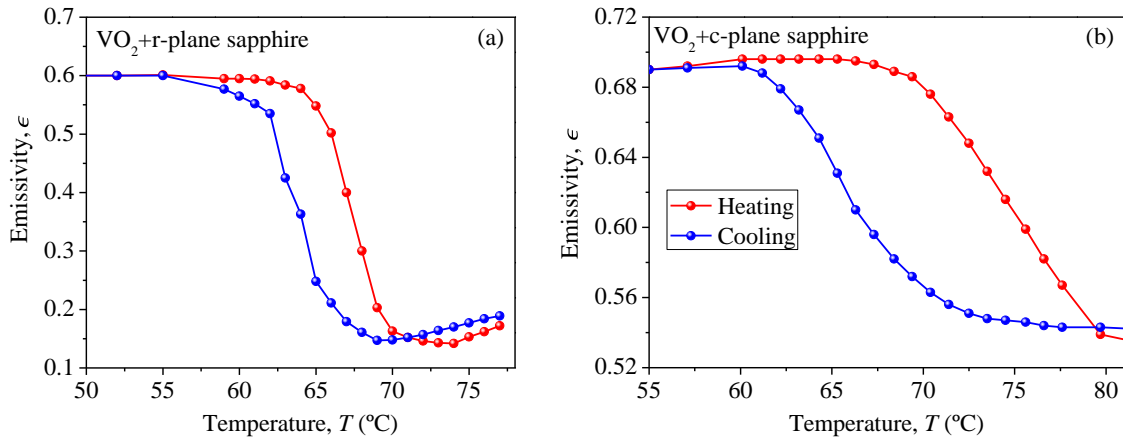 VO₂+r-plane sapphire
(a)
Emissivity, ϵ
0.7
0.6
0.5
0.4
0.3
0.2
0.1
50 55 60 65 70 75
Temperature, T (ºC)
VO₂+c-plane sapphire
(b)
Emissivity, ϵ
0.72
0.68
0.64
0.60
0.56
0.52
Heating
Cooling
55 60 65 70 75 80
Temperature, T (ºC)